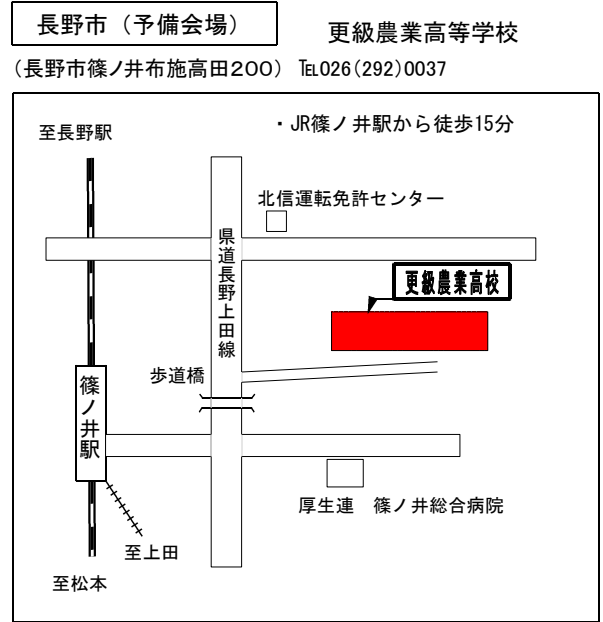 長野市（予備会場）
更級農業高等学校
（長野市篠ノ井布施高田200）　℡026(292)0037
・JR篠ノ井駅から徒歩15分
至長野駅
北信運転免許センター
県道長野上田線
更級農業高校
歩道橋
篠ノ井駅
厚生連　篠ノ井総合病院
至上田
至松本